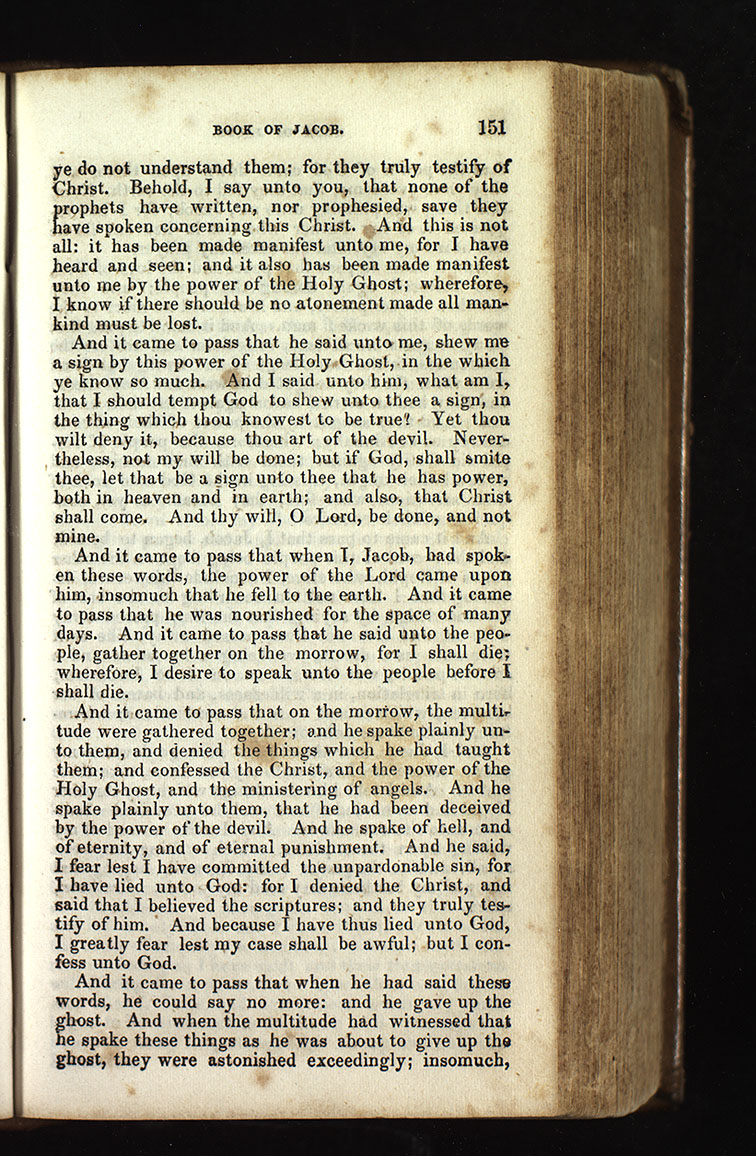 BOOK OF JACOB. 151
ye do not understand them; for they truly testify of
Christ. Behold, I say unto you, that none of the
prophets have written, nor prophesied, save they
have spoken concerning this Christ. And this is not
all: it has been made manifest unto me, for I have
heard and seen; and it also has been made manifest
unto me by the power of the Holy Ghost; wherefore,
I know if there should be no atonement made all man-
kind must be lost.
And it came to pass that he said unto me, shew me
a sign by this power of the Holy Ghost, in the which
ye know so much. And I said unto him, what am I,
that I should tempt God to shew unto thee a sign, in
the thing which thou knowest to be true? Yet thou
wilt deny it, because thou art of the devil. Never-
theless, not my will be done; but if God, shall smite
thee, let that be a sign unto thee that he has power,
both in heaven and in earth; and also, that Christ
shall come. And thy will, O Lord, be done, and not
mine.
And it came to pass that when I, Jacob, had spok-
en these words, the power of the Lord came upon
him, insomuch that he fell to the earth. And it came
to pass that he was nourished for the space of many
days. And it came to pass that he said unto the peo-
ple, gather together on the morrow, for I shall die;
wherefore, I desire to speak unto the people before I
shall die.
And it came to pass that on the morrow, the multi-
tude were gathered together; and he spake plainly un-
to them, and denied the things which he had taught
them; and confessed the Christ, and the power of the
Holy Ghost, and the ministering of angels. And he
spake plainly unto them, that he had been deceived
by the power of the devil. And he spake of hell, and
of eternity, and of eternal punishment. And he said,
I fear lest I have committed the unpardonable sin, for
I have lied unto God: for I denied the Christ, and
said that I believed the scriptures; and they truly tes-
tify of him. And because I have thus lied unto God,
I greatly fear lest my case shall be awful; but I con-
fess unto God.
And it came to pass that when he had said these
words, he could say no more: and he gave up the
ghost. And when the multitude had witnessed that
he spake these things as he was about to give up the
ghost, they were astonished exceedingly; insomuch,